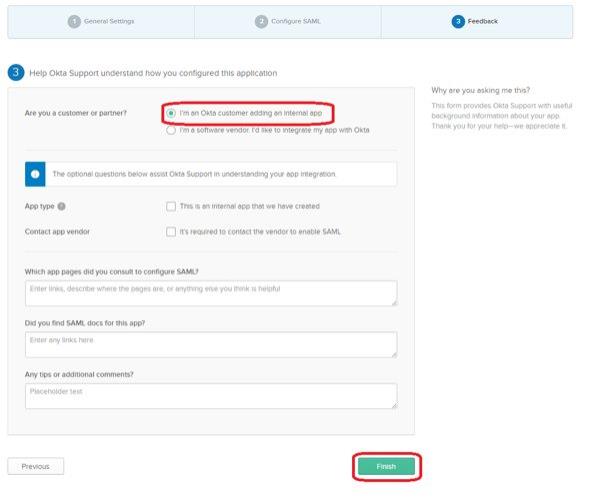 1 General Settings
2 Configure SAML
3 Feedback
3 Help Okta Support understand how you configured this application
Why are you asking me this?
This form provides Okta Support with useful
background information about your app.
Thank you for your help—we appreciate it.
Are you a customer or partner?
I'm an Okta customer adding an internal app
I'm a software vendor. I'd like to integrate my app with Okta
The optional questions below assist Okta Support in understanding your app integration.
App type ?
This is an internal app that we have created
Contact app vendor
It's required to contact the vendor to enable SAML
Which app pages did you consult to configure SAML?
Enter links, describe where the pages are, or anything else you think is helpful
Did you find SAML docs for this app?
Enter any links here
Any tips or additional comments?
Placeholder text
Previous
Finish